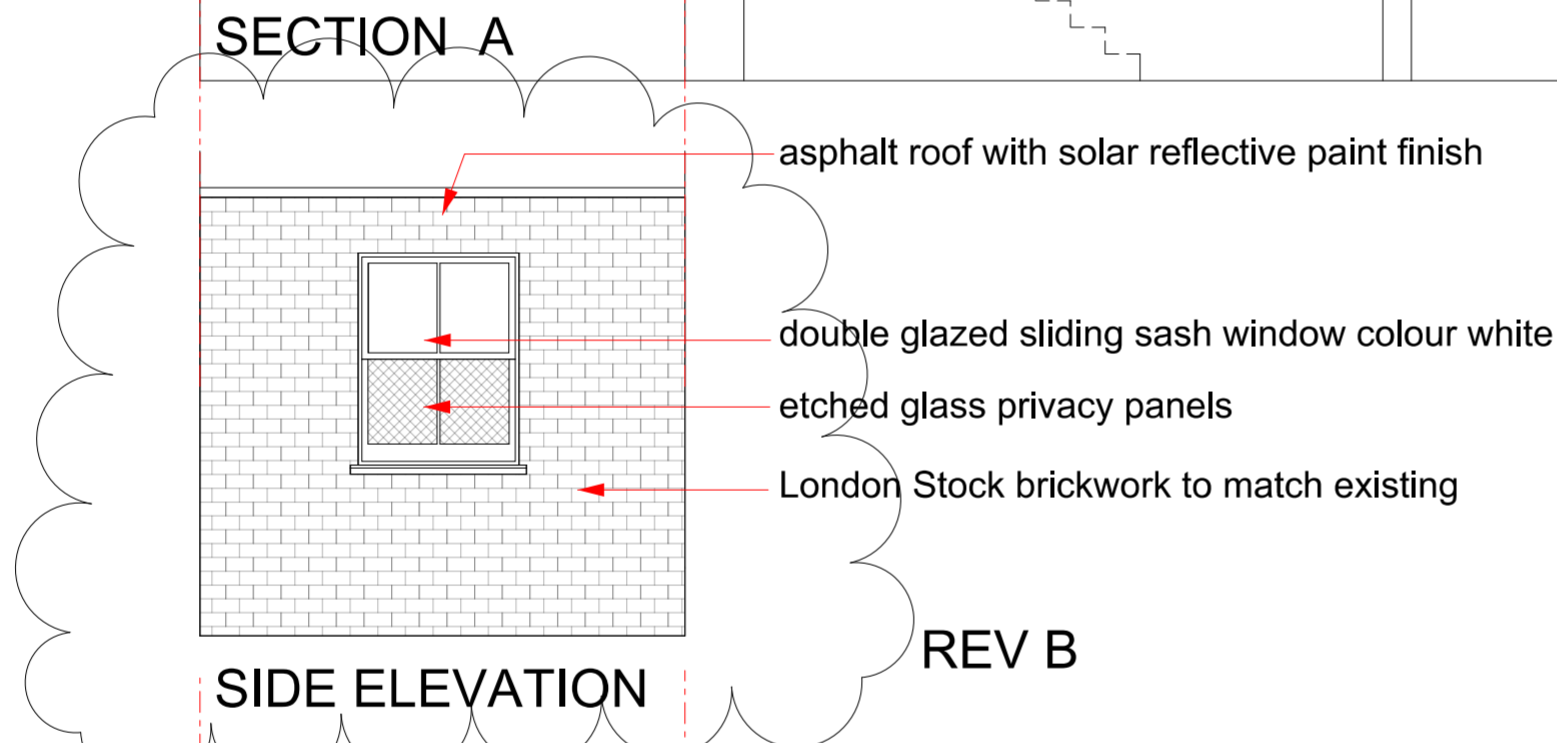 SECTION A
asphalt roof with solar reflective paint finish
double glazed sliding sash window colour white
etched glass privacy panels
London Stock brickwork to match existing
REV B
SIDE ELEVATION